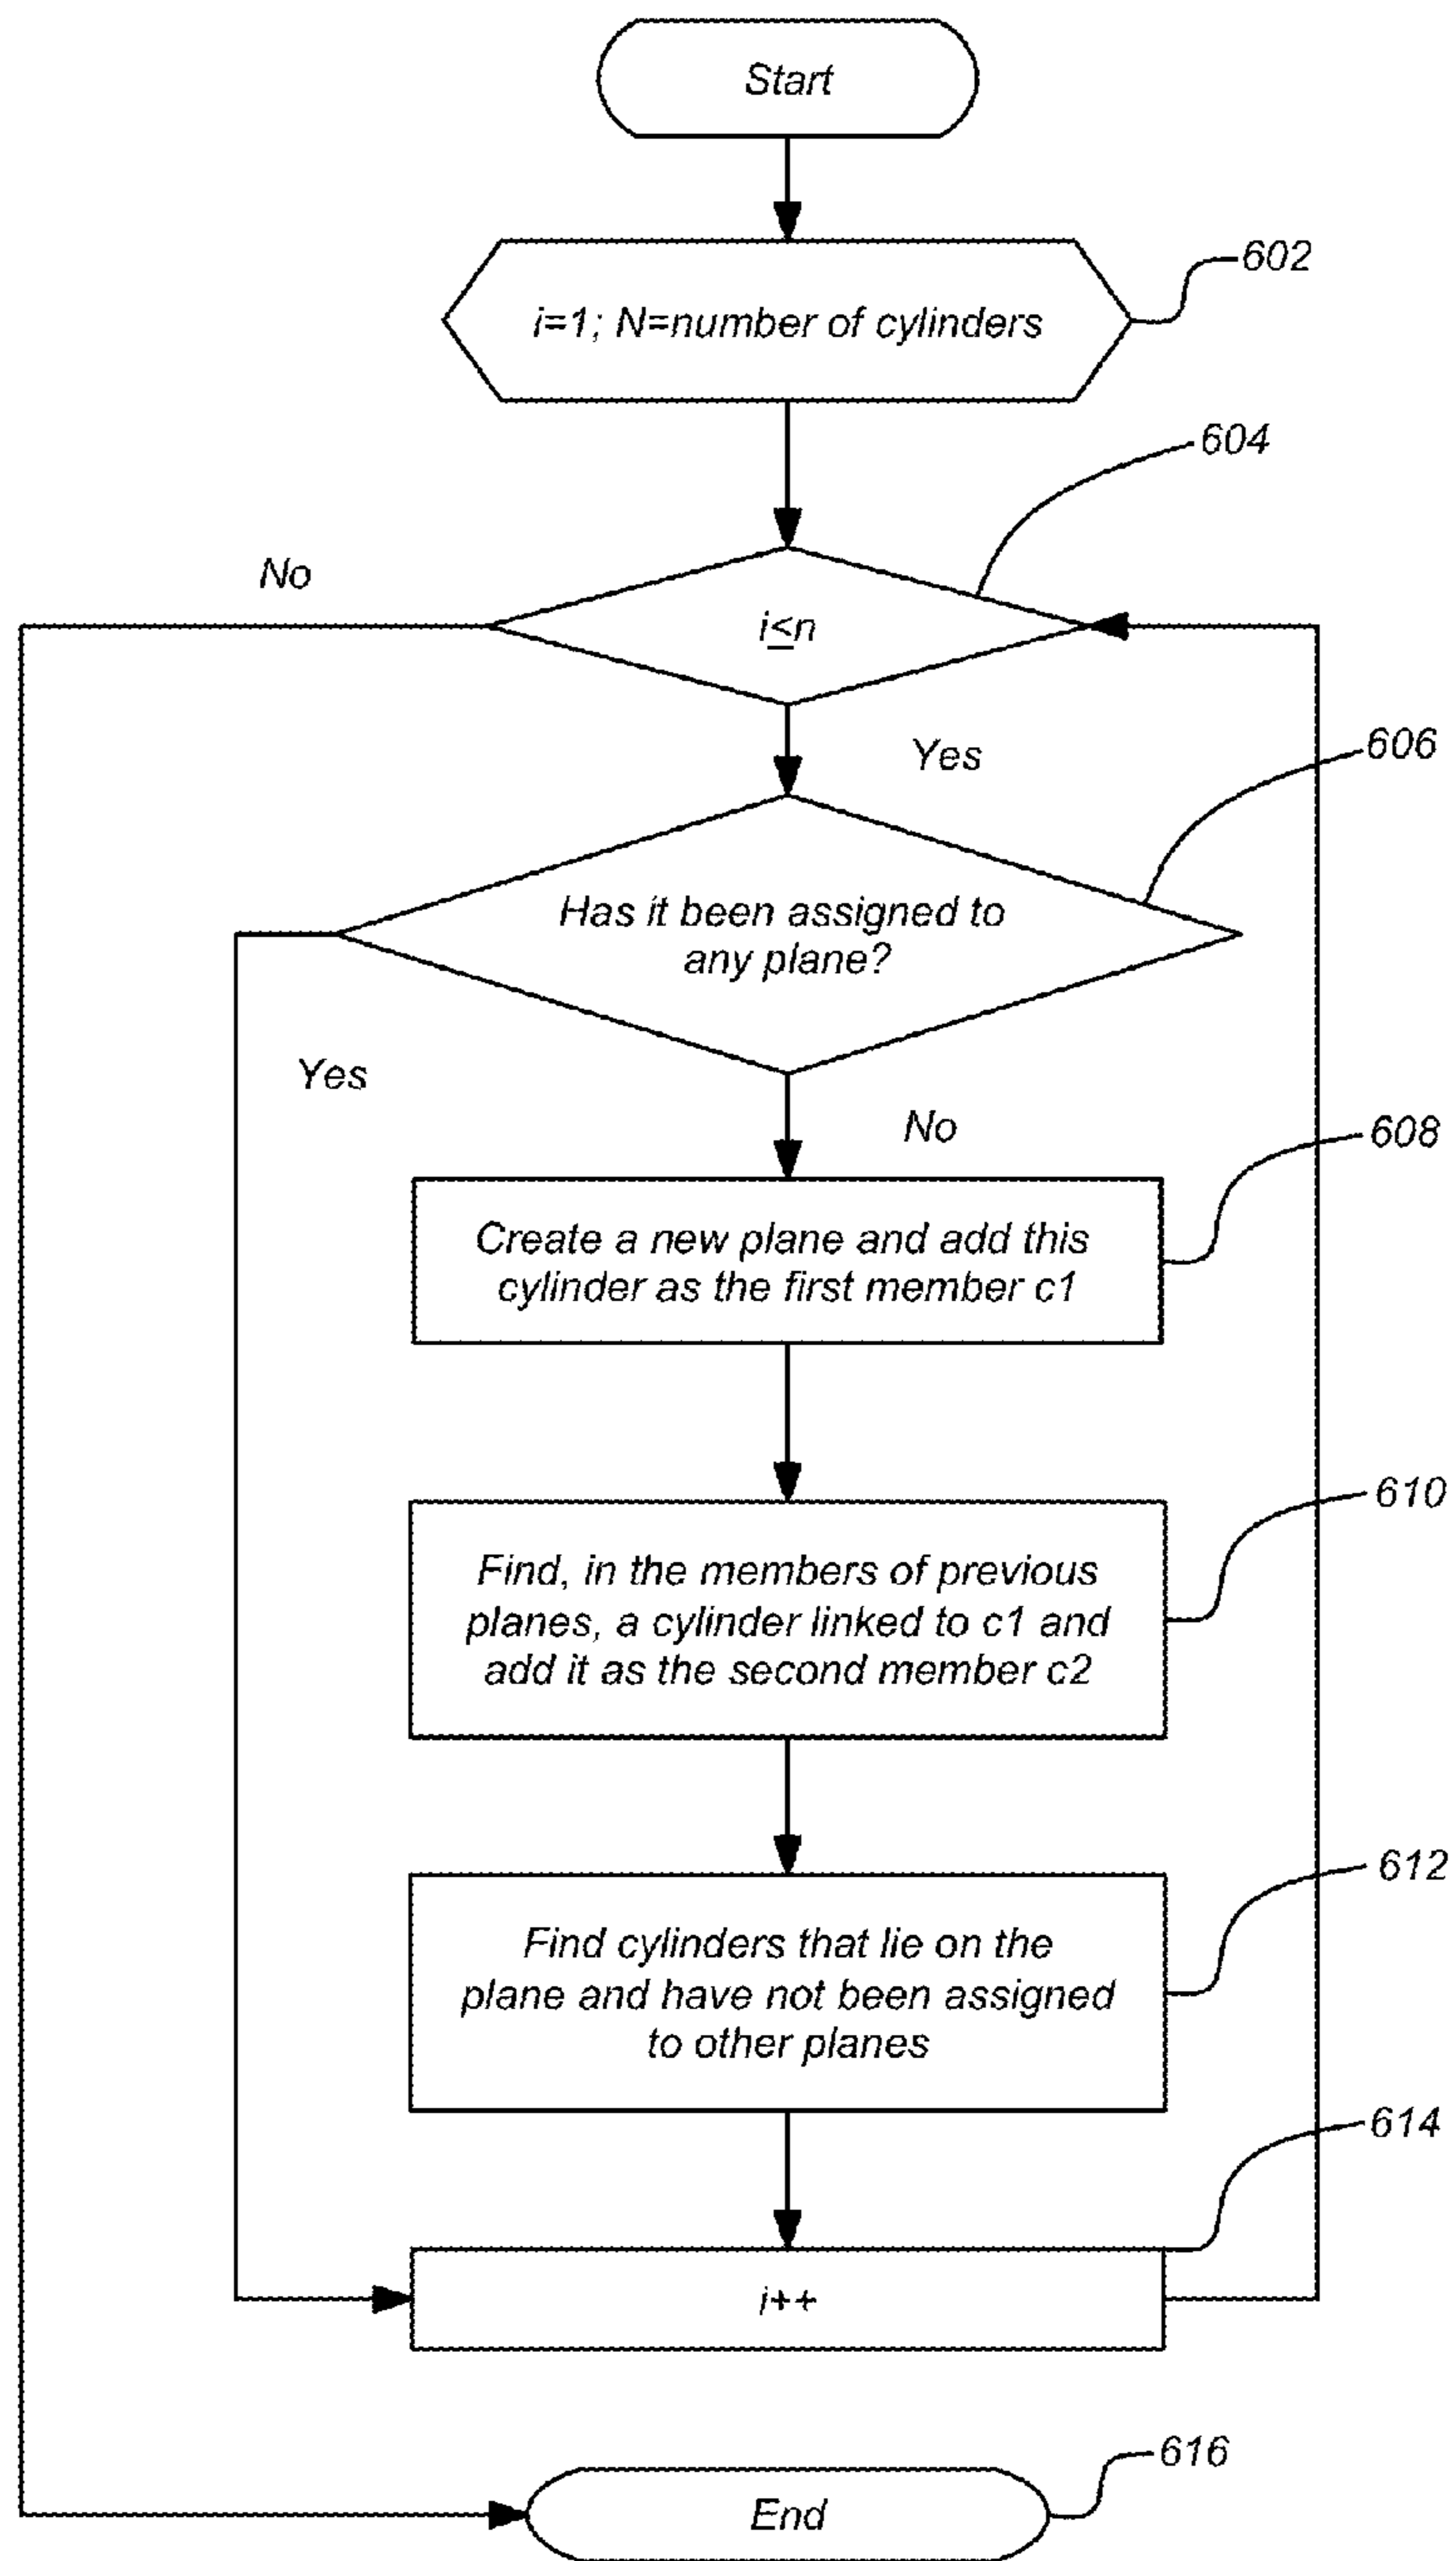 Start
i=1; N=number of cylinders
602
604
No
i≤n
Yes
606
Has it been assigned to
any plane?
Yes
No
608
Create a new plane and add this
cylinder as the first member c1
610
Find, in the members of previous
planes, a cylinder linked to c1 and
add it as the second member c2
612
Find cylinders that lie on the
plane and have not been assigned
to other planes
614
i++
616
End